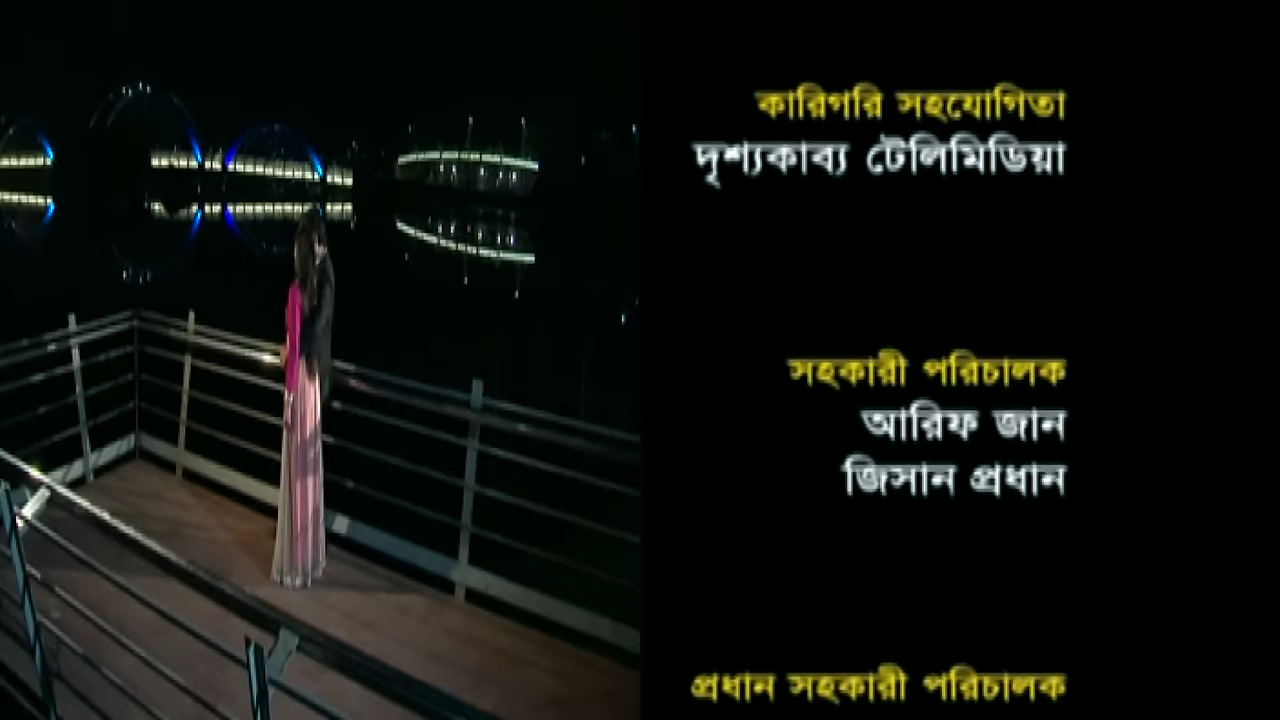 কারিগরি সহযোগিতা
দৃশ্যকাব্য টেলিমিডিয়া
সহকারী পরিচালক
আরিফ জান
জিসান প্রধান
প্রধান সহকারী পরিচালক